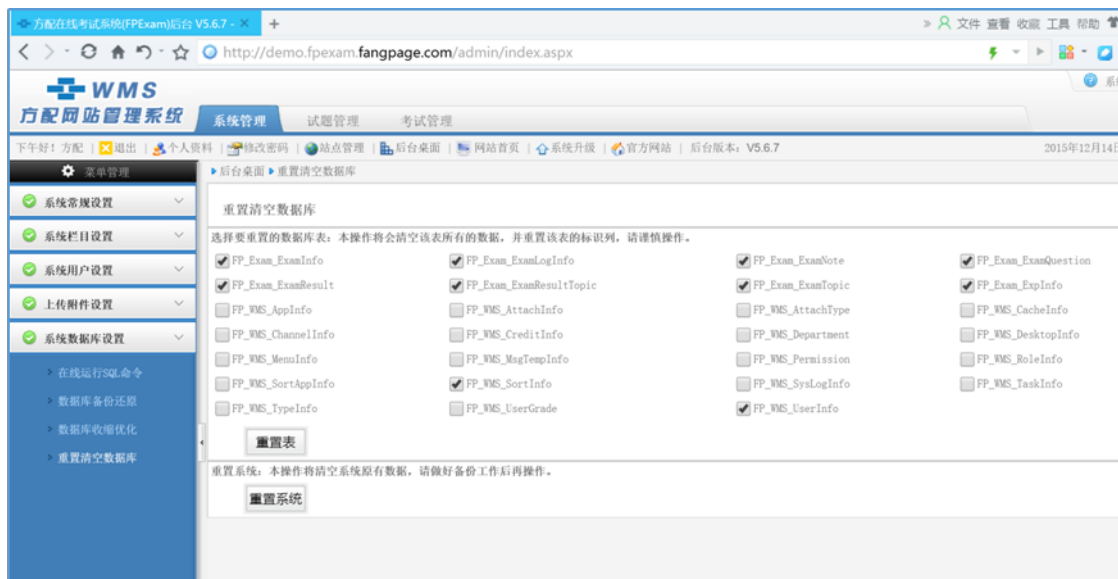 方配在线考试系统(FPExam)后台 V5.6.7 - × +
» 文件 查看 收藏 工具 帮助
http://demo.fpexam.fangpage.com/admin/index.aspx
WMS
方配网站管理系统
系统管理 试题管理 考试管理
下午好！方配 | 退出 | 个人资料 | 修改密码 | 站点管理 | 后台桌面 | 网站首页 | 系统升级 | 官方网站 | 后台版本：V5.6.7 2015年12月14日
菜单管理
后台桌面 重置清空数据库
系统常规设置
系统栏目设置
系统用户设置
上传附件设置
系统数据库设置
在线运行SQL命令
数据库备份还原
数据库收缩优化
重置清空数据库
重置清空数据库
选择要重置的数据库表：本操作将会清空该表所有的数据，并重置该表的标识列，请谨慎操作。
FP_Exam_ExamInfo FP_Exam_ExamLogInfo FP_Exam_ExamNote FP_Exam_ExamQuestion
FP_Exam_ExamResult FP_Exam_ExamResultTopic FP_Exam_ExamTopic FP_Exam_ExpInfo
FP_WMS_AppInfo FP_WMS_AttachInfo FP_WMS_AttachType FP_WMS_CacheInfo
FP_WMS_ChannelInfo FP_WMS_CreditInfo FP_WMS_Department FP_WMS_DesktopInfo
FP_WMS_MenuInfo FP_WMS_MsgTempInfo FP_WMS_Permission FP_WMS_RoleInfo
FP_WMS_SortAppInfo FP_WMS_SortInfo FP_WMS_SysLogInfo FP_WMS_TaskInfo
FP_WMS_TypeInfo FP_WMS_UserGrade FP_WMS_UserInfo
重置表
重置系统：本操作将清空系统原有数据，请做好备份工作后再操作。
重置系统